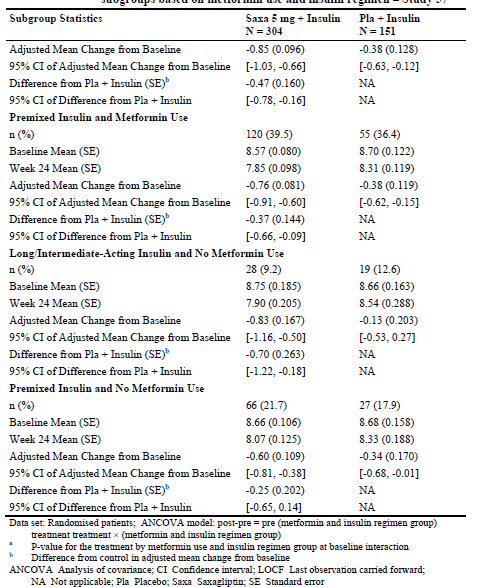 subgroups based on metformin use and insulin regimen – Study 57
Subgroup Statistics Saxa 5 mg + Insulin Pla + Insulin
N = 304 N = 151
Adjusted Mean Change from Baseline -0.85 (0.096) -0.38 (0.128)
95% CI of Adjusted Mean Change from Baseline [-1.03, -0.66] [-0.63, -0.12]
Difference from Pla + Insulin (SE)b -0.47 (0.160) NA
95% CI of Difference from Pla + Insulin [-0.78, -0.16] NA
Premixed Insulin and Metformin Use
n (%) 120 (39.5) 55 (36.4)
Baseline Mean (SE) 8.57 (0.080) 8.70 (0.122)
Week 24 Mean (SE) 7.85 (0.098) 8.31 (0.119)
Adjusted Mean Change from Baseline -0.76 (0.081) -0.38 (0.119)
95% CI of Adjusted Mean Change from Baseline [-0.91, -0.60] [-0.62, -0.15]
Difference from Pla + Insulin (SE)b -0.37 (0.144) NA
95% CI of Difference from Pla + Insulin [-0.66, -0.09] NA
Long/Intermediate-Acting Insulin and No Metformin Use
n (%) 28 (9.2) 19 (12.6)
Baseline Mean (SE) 8.75 (0.185) 8.66 (0.163)
Week 24 Mean (SE) 7.90 (0.205) 8.54 (0.288)
Adjusted Mean Change from Baseline -0.83 (0.167) -0.13 (0.203)
95% CI of Adjusted Mean Change from Baseline [-1.16, -0.50] [-0.53, 0.27]
Difference from Pla + Insulin (SE)b -0.70 (0.263) NA
95% CI of Difference from Pla + Insulin [-1.22, -0.18] NA
Premixed Insulin and No Metformin Use
n (%) 66 (21.7) 27 (17.9)
Baseline Mean (SE) 8.66 (0.106) 8.68 (0.158)
Week 24 Mean (SE) 8.07 (0.125) 8.33 (0.188)
Adjusted Mean Change from Baseline -0.60 (0.109) -0.34 (0.170)
95% CI of Adjusted Mean Change from Baseline [-0.81, -0.38] [-0.68, -0.01]
Difference from Pla + Insulin (SE)b -0.25 (0.202) NA
95% CI of Difference from Pla + Insulin [-0.65, 0.14] NA
Data set: Randomised patients; ANCOVA model: post-pre = pre (metformin and insulin regimen group)
treatment treatment × (metformin and insulin regimen group)
a P-value for the treatment by metformin use and insulin regimen group at baseline interaction
b Difference from control in adjusted mean change from baseline
ANCOVA Analysis of covariance; CI Confidence interval; LOCF Last observation carried forward;
NA Not applicable; Pla Placebo; Saxa Saxagliptin; SE Standard error